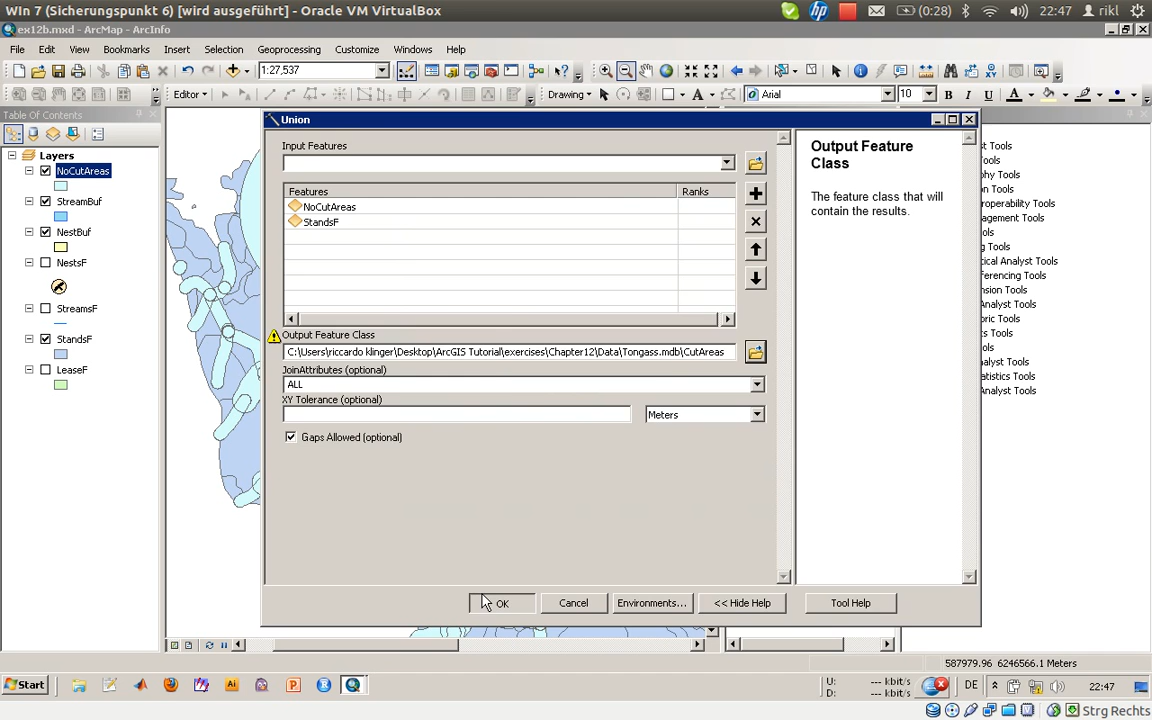 WIn 7 (Sicherungspunkt 6) [wird ausgeführt] - Oracle VM VirtualBox
(0:28)
22:47
rikl
ex12b.mxd - ArcMap - ArcInfo
File Edit View Bookmarks Insert Selection Geoprocessing Customize Windows Help
1:27,537
Editor
Drawing
Arial
10
B I U A
Table Of Contents
Layers
NoCutAreas
StreamBuf
NestBuf
NestsF
StreamsF
StandsF
LeaseF
Union
Input Features
Features Ranks
NoCutAreas
StandsF
Output Feature Class
C:\Users\riccardo klinger\Desktop\ArcGIS Tutorial\exercises\Chapter12\Data\Tongass.mdb\CutAreas
JoinAttributes (optional)
ALL
XY Tolerance (optional)
Meters
Gaps Allowed (optional)
OK Cancel Environments... << Hide Help Tool Help
Output Feature
Class
The feature class that will
contain the results.
st Tools
Tools
phy Tools
on Tools
roperability Tools
gement Tools
ols
g Tools
tical Analyst Tools
ferencing Tools
nsion Tools
Analyst Tools
bric Tools
s Tools
tatistics Tools
Analyst Tools
587979.96 6246566.1 Meters
Start
U: --- kbit/s
D: --- kbit/s
DE
22:47
Strg Rechts